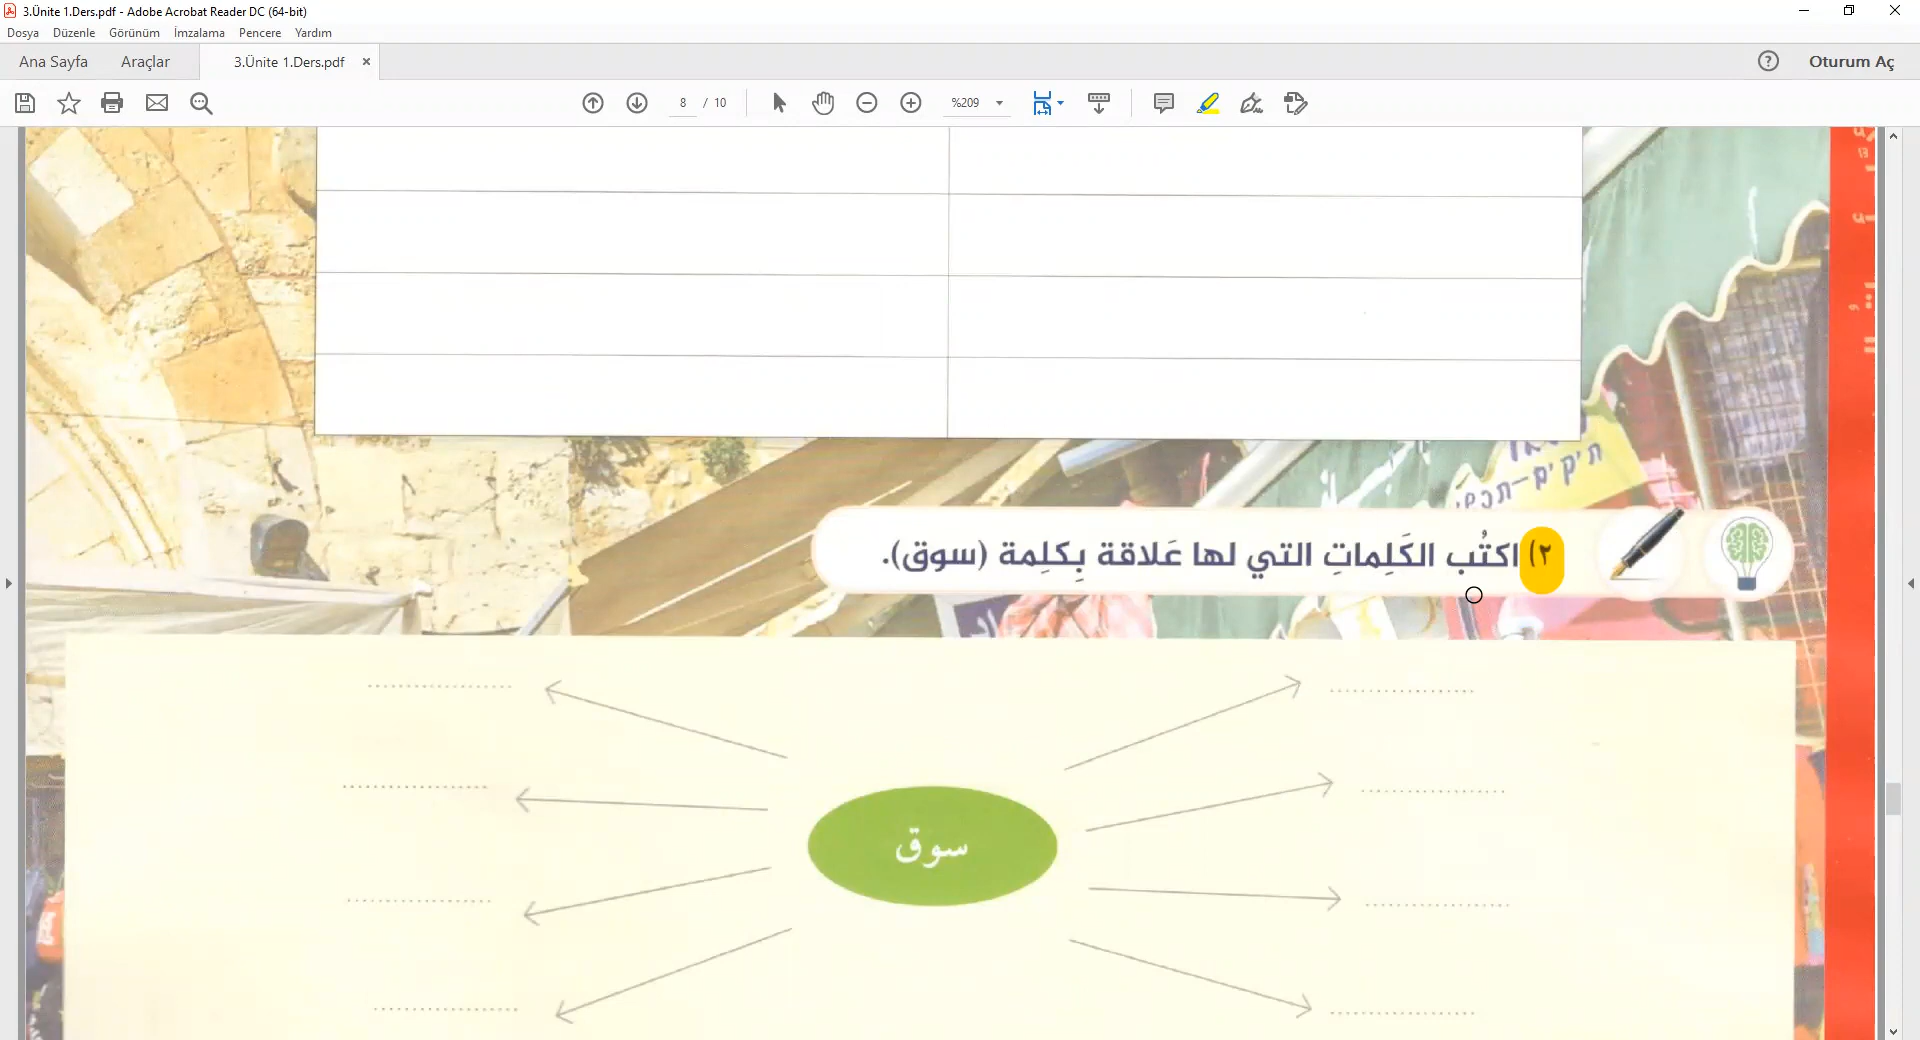 3.Ünite 1.Ders.pdf - Adobe Acrobat Reader DC (64-bit)
Dosya Düzenle Görünüm İmzalama Pencere Yardım
Ana Sayfa Araçlar 3.Ünite 1.Ders.pdf Oturum Aç
8 / 10 %209
٢) اكتُب الكَلِماتِ التي لها عَلاقة بِكلِمة (سوق).
سوق